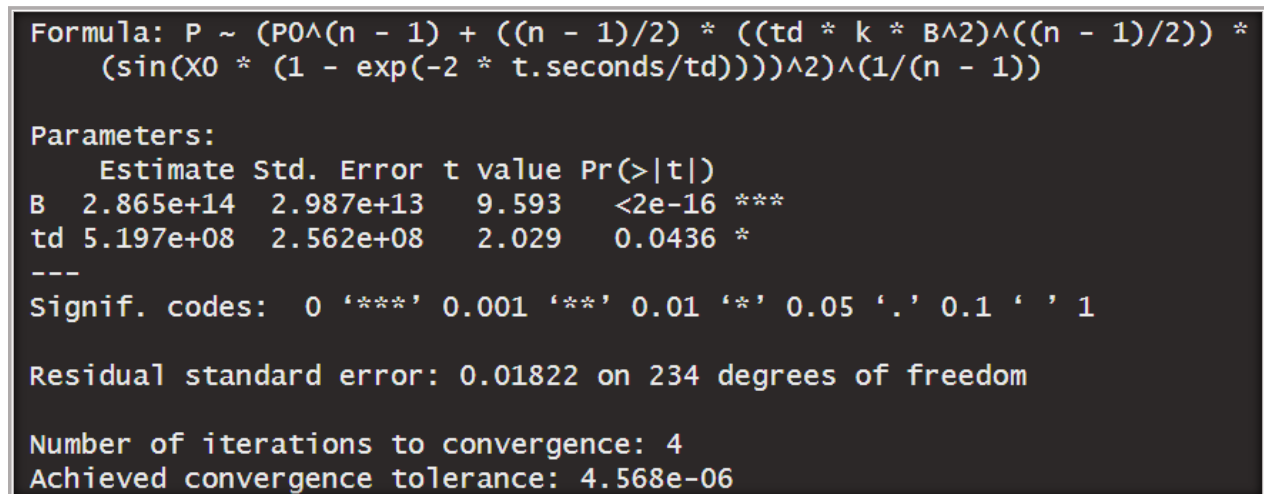 Formula: P ~ (P0^(n - 1) + ((n - 1)/2) * ((td * k * B^2)^((n - 1)/2)) *
(sin(X0 * (1 - exp(-2 * t.seconds/td))))^2)^(1/(n - 1))
Parameters:
Estimate Std. Error t value Pr(>|t|)
B 2.865e+14 2.987e+13 9.593 <2e-16 ***
td 5.197e+08 2.562e+08 2.029 0.0436 *
---
Signif. codes: 0 ‘***’ 0.001 ‘**’ 0.01 ‘*’ 0.05 ‘.’ 0.1 ‘ ’ 1
Residual standard error: 0.01822 on 234 degrees of freedom
Number of iterations to convergence: 4
Achieved convergence tolerance: 4.568e-06